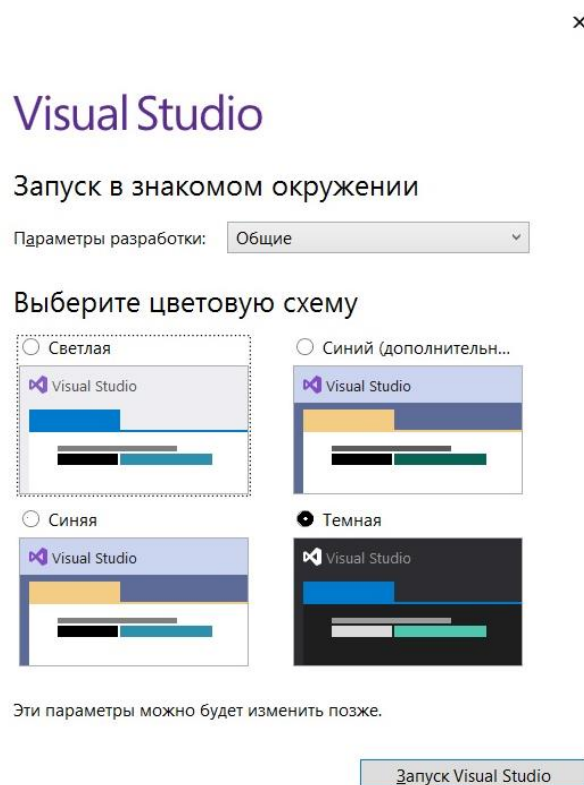 Visual Studio
Запуск в знакомом окружении
Параметры разработки: Общие
Выберите цветовую схему
Светлая
Синий (дополнительн...
Visual Studio
Visual Studio
Синяя
Темная
Visual Studio
Visual Studio
Эти параметры можно будет изменить позже.
Запуск Visual Studio